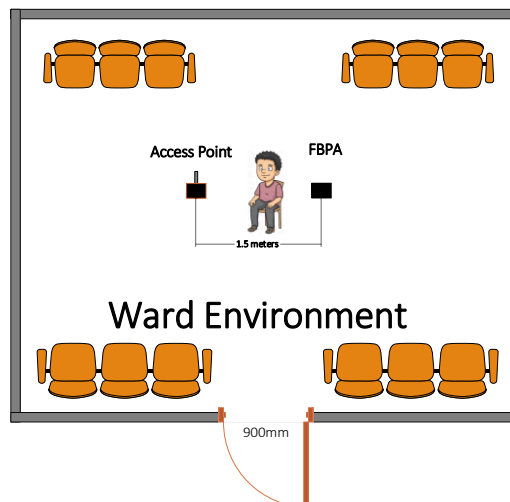 Access Point
FBPA
1.5 meters
Ward Environment
900mm